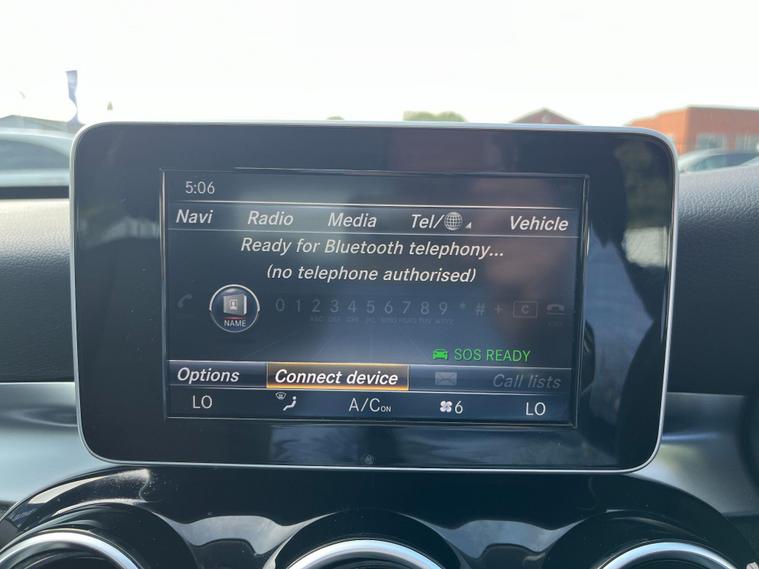 5:06
Navi Radio Media Tel/ Vehicle
Ready for Bluetooth telephony...
(no telephone authorised)
NAME 0 1 2 3 4 5 6 7 8 9 * # + C
SOS READY
Options Connect device Call lists
LO A/C ON 6 LO